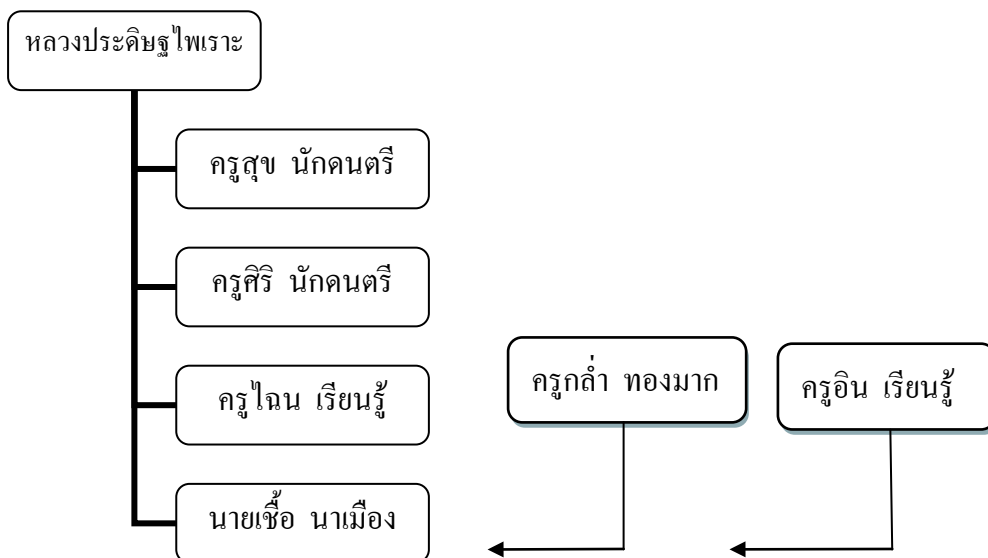 หลวงประดิษฐไพเราะ
ครูสุข นักดนตรี
ครูศิริ นักดนตรี
ครูไฉน เรียนรู้
ครูกล่ำ ทองมาก
ครูอิน เรียนรู้
นายเชื้อ นาเมือง